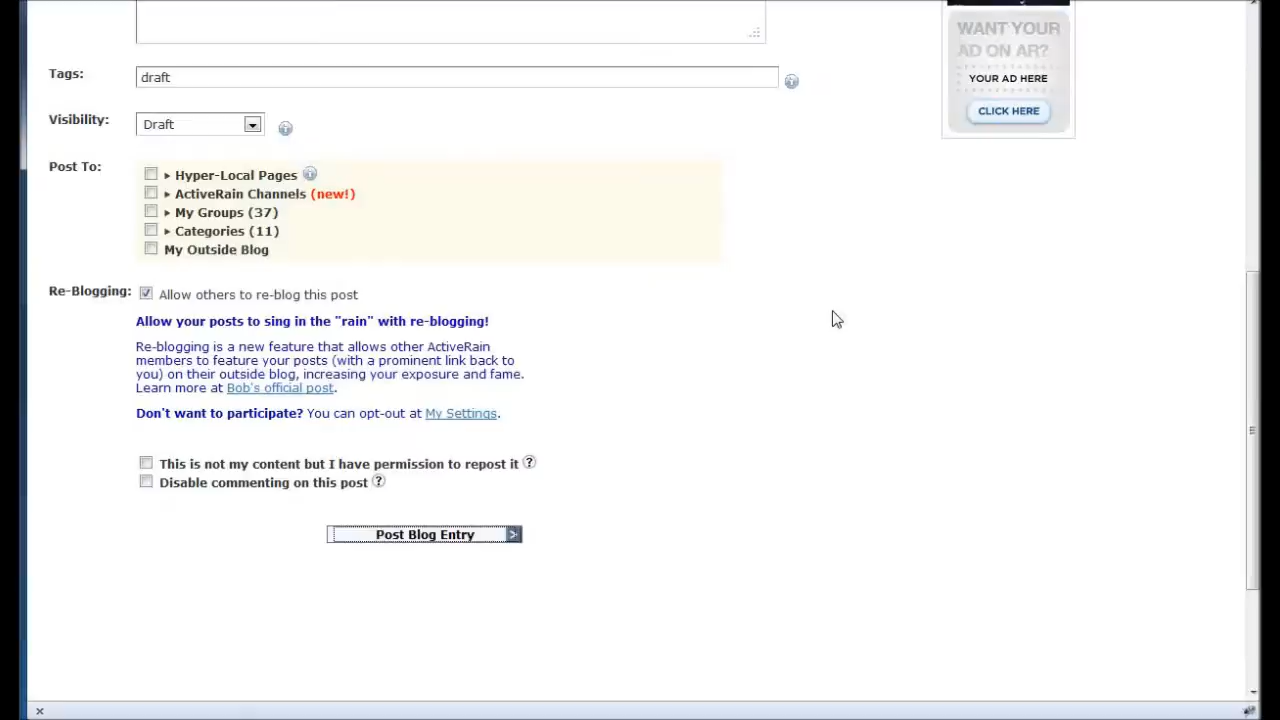 WANT YOUR
AD ON AR?
YOUR AD HERE
CLICK HERE
Tags: draft
Visibility: Draft
Post To:
Hyper-Local Pages
ActiveRain Channels (new!)
My Groups (37)
Categories (11)
My Outside Blog
Re-Blogging: Allow others to re-blog this post
Allow your posts to sing in the "rain" with re-blogging!
Re-blogging is a new feature that allows other ActiveRain
members to feature your posts (with a prominent link back to
you) on their outside blog, increasing your exposure and fame.
Learn more at Bob's official post.
Don't want to participate? You can opt-out at My Settings.
This is not my content but I have permission to repost it ?
Disable commenting on this post ?
Post Blog Entry >